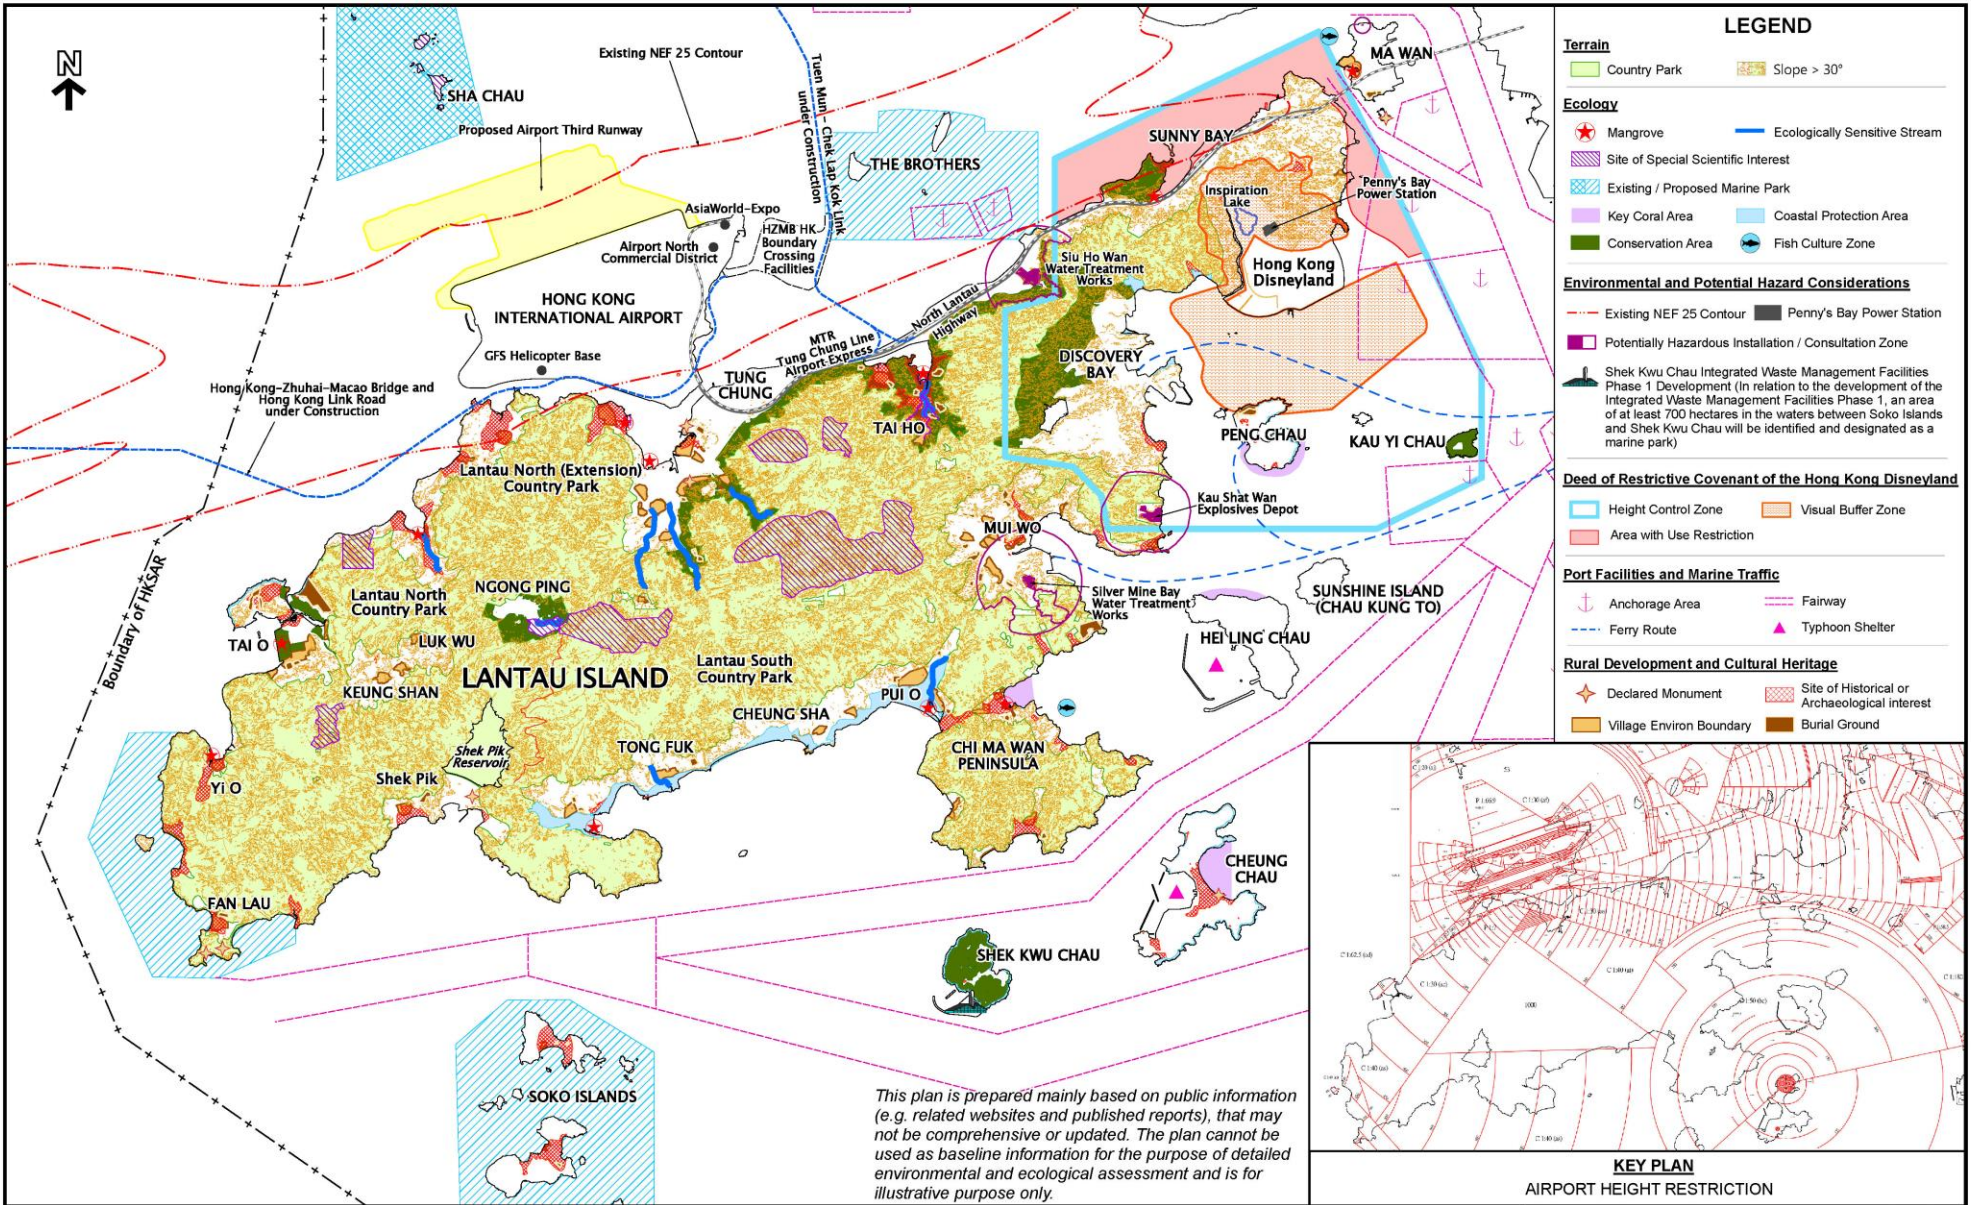 N
SHA CHAU
Existing NEF 25 Contour
Proposed Airport Third Runway
Tuen Mun - Chek Lap Kok Link
under Construction
THE BROTHERS
AsiaWorld-Expo
Airport North
Commercial District
HZMB HK
Boundary
Crossing
Facilities
HONG KONG
INTERNATIONAL AIRPORT
GFS Helicopter Base
Hong Kong-Zhuhai-Macao Bridge and
Hong Kong Link Road
under Construction
MA WAN
SUNNY BAY
Inspiration
Lake
Penny's Bay
Power Station
Siu Ho Wan
Water Treatment
Works
Hong Kong
Disneyland
North Lantau
Highway
MTR
Tung Chung Line
Airport Express
TUNG
CHUNG
DISCOVERY
BAY
TAI HO
PENG CHAU
KAU YI CHAU
Lantau North (Extension)
Country Park
Kau Shat Wan
Explosives Depot
MUI WO
Boundary of HKSAR
NGONG PING
Lantau North
Country Park
Silver Mine Bay
Water Treatment
Works
SUNSHINE ISLAND
(CHAU KUNG TO)
TAI O
LUK WU
HEI LING CHAU
LANTAU ISLAND
Lantau South
Country Park
KEUNG SHAN
PUI O
CHEUNG SHA
Shek Pik
Reservoir
TONG FUK
CHI MA WAN
PENINSULA
Shek Pik
Yi O
CHEUNG
CHAU
FAN LAU
SHEK KWU CHAU
SOKO ISLANDS
This plan is prepared mainly based on public information
(e.g. related websites and published reports), that may
not be comprehensive or updated. The plan cannot be
used as baseline information for the purpose of detailed
environmental and ecological assessment and is for
illustrative purpose only.
LEGEND
Terrain
Country Park
Slope > 30°
Ecology
Mangrove
Ecologically Sensitive Stream
Site of Special Scientific Interest
Existing / Proposed Marine Park
Key Coral Area
Coastal Protection Area
Conservation Area
Fish Culture Zone
Environmental and Potential Hazard Considerations
Existing NEF 25 Contour
Penny's Bay Power Station
Potentially Hazardous Installation / Consultation Zone
Shek Kwu Chau Integrated Waste Management Facilities
Phase 1 Development (In relation to the development of the
Integrated Waste Management Facilities Phase 1, an area
of at least 700 hectares in the waters between Soko Islands
and Shek Kwu Chau will be identified and designated as a
marine park)
Deed of Restrictive Covenant of the Hong Kong Disneyland
Height Control Zone
Visual Buffer Zone
Area with Use Restriction
Port Facilities and Marine Traffic
Anchorage Area
Fairway
Ferry Route
Typhoon Shelter
Rural Development and Cultural Heritage
Declared Monument
Site of Historical or
Archaeological interest
Village Environ Boundary
Burial Ground
KEY PLAN
AIRPORT HEIGHT RESTRICTION